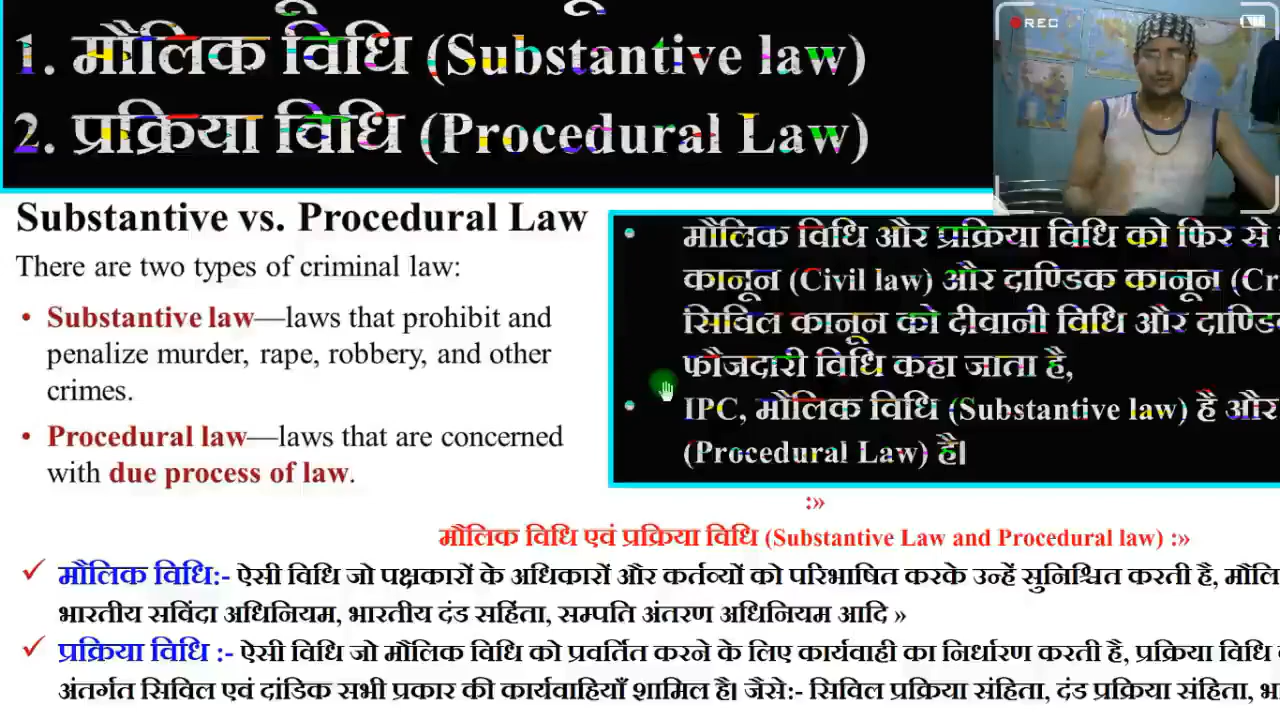 1. मौलिक विधि (Substantive law)
2. प्रक्रिया विधि (Procedural Law)
REC
Substantive vs. Procedural Law
There are two types of criminal law:
• Substantive law—laws that prohibit and
penalize murder, rape, robbery, and other
crimes.
• Procedural law—laws that are concerned
with due process of law.
• मौलिक विधि और प्रक्रिया विधि को फिर से
कानून (Civil law) और दाण्डिक कानून
सिविल कानून को दीवानी विधि और
फौजदारी विधि कहा जाता है,
• IPC, मौलिक विधि (Substantive law) है और
(Procedural Law) है।
:»
मौलिक विधि एवं प्रक्रिया विधि (Substantive Law and Procedural law) :»
✓ मौलिक विधि:- ऐसी विधि जो पक्षकारों के अधिकारों और कर्तव्यों को परिभाषित करके उन्हें सुनिश्चित करती है,
भारतीय सविंदा अधिनियम, भारतीय दंड सहिंता, सम्पति अंतरण अधिनियम आदि »
✓ प्रक्रिया विधि :- ऐसी विधि जो मौलिक विधि को प्रवर्तित करने के लिए कार्यवाही का निर्धारण करती है, प्रक्रिया विधि
अंतर्गत सिविल एवं दांडिक सभी प्रकार की कार्यवाहियाँ शामिल है। जैसे:- सिविल प्रक्रिया संहिता, दंड प्रक्रिया संहिता,